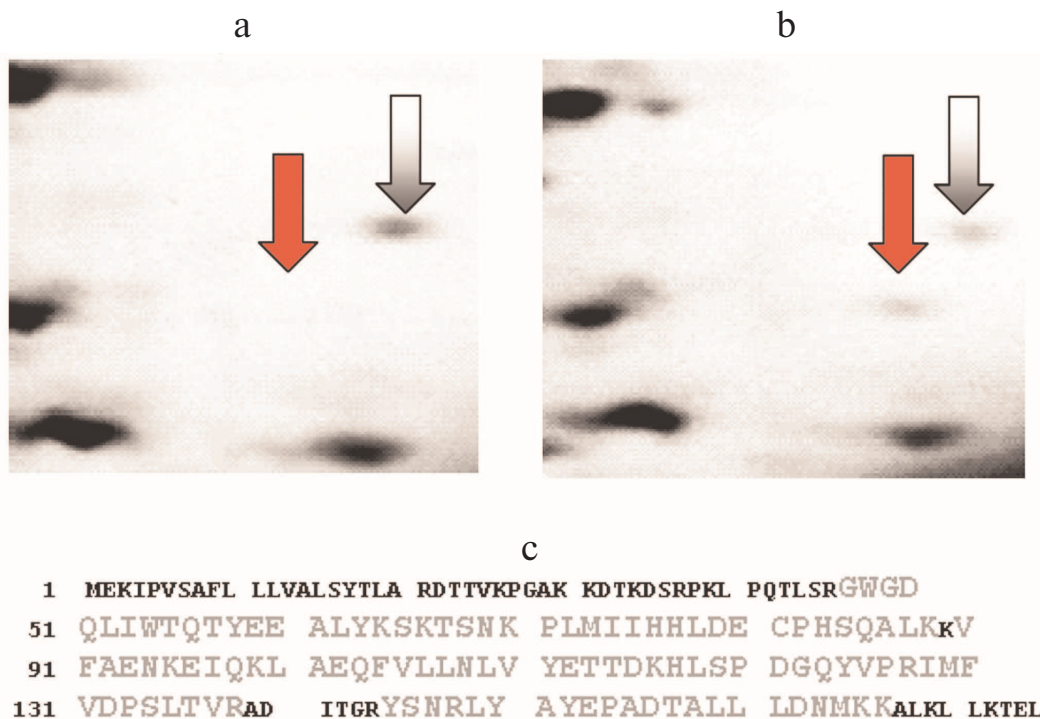 a b
c
1 MEKIPVSAFL LLVALSYTLA RDTTVKPGAK KDTKDSRPKL PQTLSRGWGD
51 QLIWTQTYEE ALYKSKTSNK PLMIIHHLDE CPHSQALKKV
91 FAENKEIQKL AEQFVLLNLV YETTDKHLSP DGQYVPRIMF
131 VDPSLTVRAD ITGRYSNRLY AYEPADTALL LDNMKKALKL LKTEL